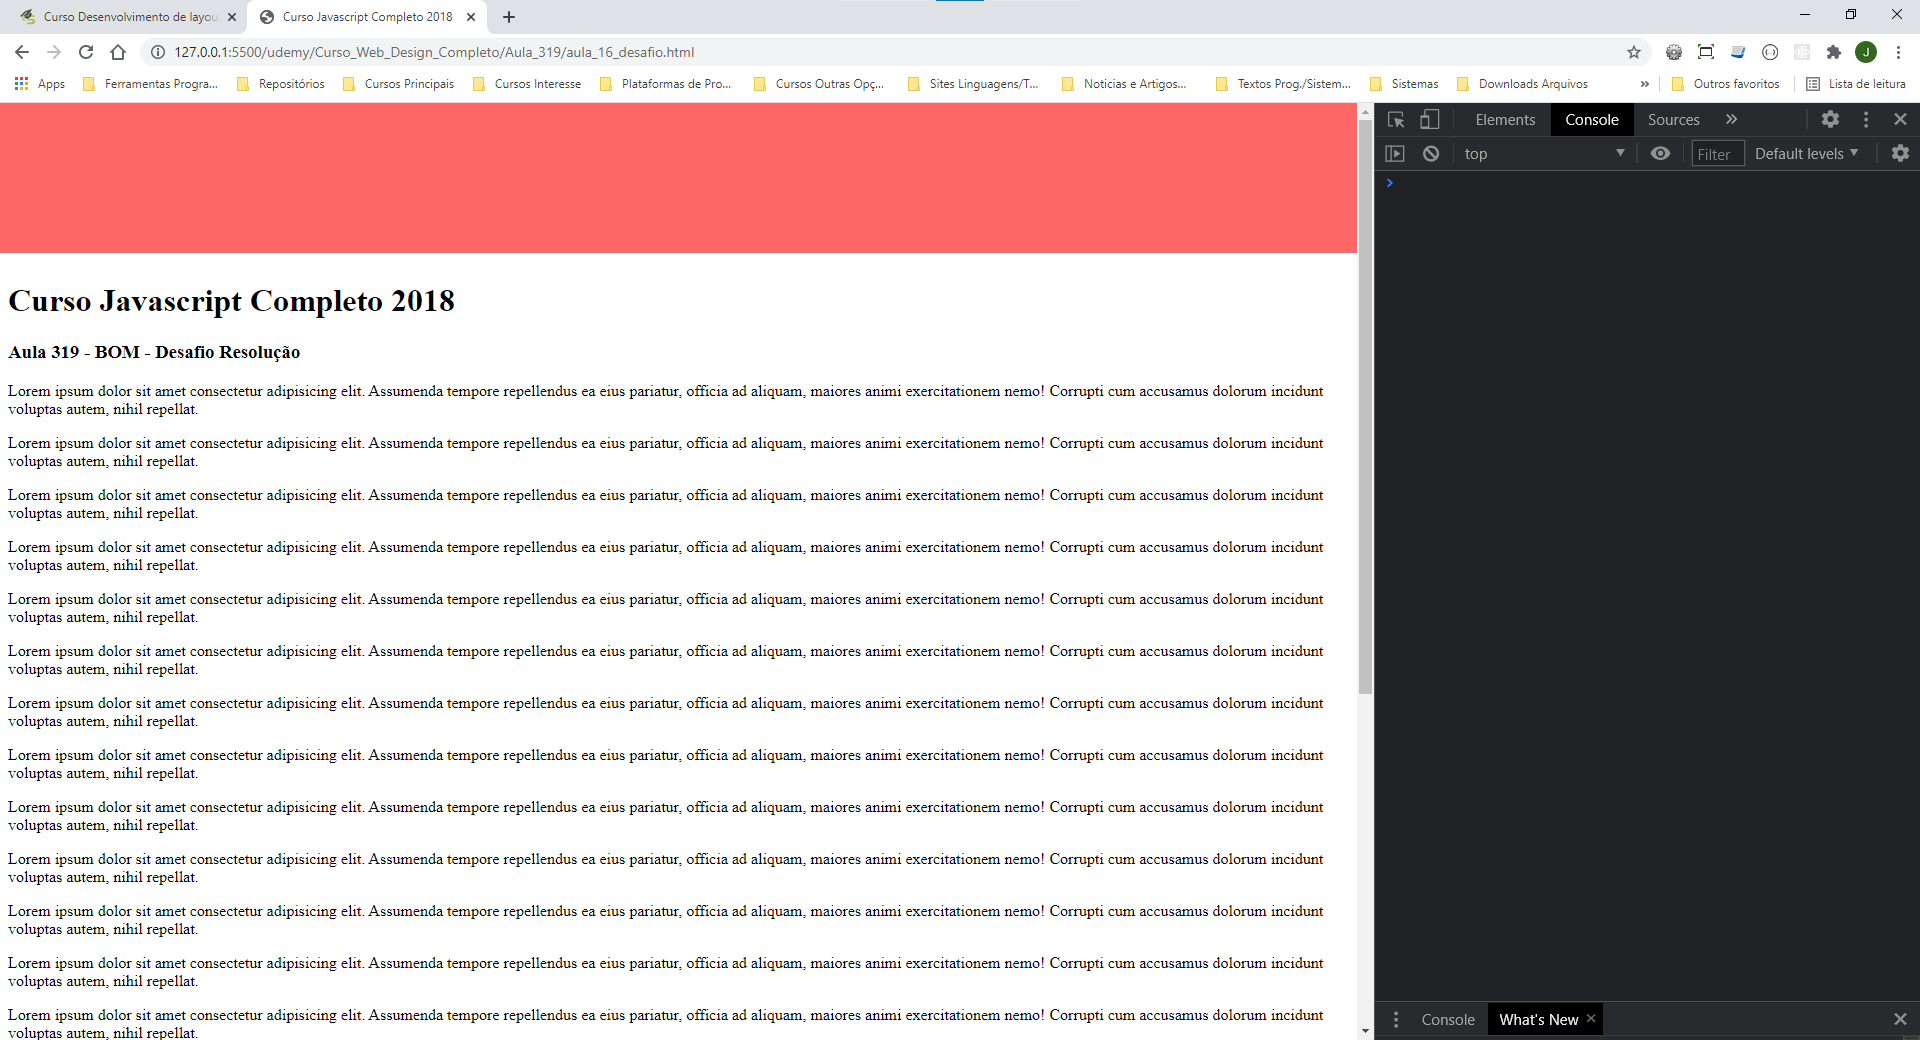 Curso Desenvolvimento de layou
Curso Javascript Completo 2018
127.0.0.1:5500/udemy/Curso_Web_Design_Completo/Aula_319/aula_16_desafio.html
J
Apps
Ferramentas Progra...
Repositórios
Cursos Principais
Cursos Interesse
Plataformas de Pro...
Cursos Outras Opç...
Sites Linguagens/T...
Noticias e Artigos...
Textos Prog./Sistem...
Sistemas
Downloads Arquivos
»
Outros favoritos
Lista de leitura
Elements
Console
Sources
»
top
Filter
Default levels
Curso Javascript Completo 2018
Aula 319 - BOM - Desafio Resolução
Lorem ipsum dolor sit amet consectetur adipisicing elit. Assumenda tempore repellendus ea eius pariatur, officia ad aliquam, maiores animi exercitationem nemo! Corrupti cum accusamus dolorum incidunt
voluptas autem, nihil repellat.
Lorem ipsum dolor sit amet consectetur adipisicing elit. Assumenda tempore repellendus ea eius pariatur, officia ad aliquam, maiores animi exercitationem nemo! Corrupti cum accusamus dolorum incidunt
voluptas autem, nihil repellat.
Lorem ipsum dolor sit amet consectetur adipisicing elit. Assumenda tempore repellendus ea eius pariatur, officia ad aliquam, maiores animi exercitationem nemo! Corrupti cum accusamus dolorum incidunt
voluptas autem, nihil repellat.
Lorem ipsum dolor sit amet consectetur adipisicing elit. Assumenda tempore repellendus ea eius pariatur, officia ad aliquam, maiores animi exercitationem nemo! Corrupti cum accusamus dolorum incidunt
voluptas autem, nihil repellat.
Lorem ipsum dolor sit amet consectetur adipisicing elit. Assumenda tempore repellendus ea eius pariatur, officia ad aliquam, maiores animi exercitationem nemo! Corrupti cum accusamus dolorum incidunt
voluptas autem, nihil repellat.
Lorem ipsum dolor sit amet consectetur adipisicing elit. Assumenda tempore repellendus ea eius pariatur, officia ad aliquam, maiores animi exercitationem nemo! Corrupti cum accusamus dolorum incidunt
voluptas autem, nihil repellat.
Lorem ipsum dolor sit amet consectetur adipisicing elit. Assumenda tempore repellendus ea eius pariatur, officia ad aliquam, maiores animi exercitationem nemo! Corrupti cum accusamus dolorum incidunt
voluptas autem, nihil repellat.
Lorem ipsum dolor sit amet consectetur adipisicing elit. Assumenda tempore repellendus ea eius pariatur, officia ad aliquam, maiores animi exercitationem nemo! Corrupti cum accusamus dolorum incidunt
voluptas autem, nihil repellat.
Lorem ipsum dolor sit amet consectetur adipisicing elit. Assumenda tempore repellendus ea eius pariatur, officia ad aliquam, maiores animi exercitationem nemo! Corrupti cum accusamus dolorum incidunt
voluptas autem, nihil repellat.
Lorem ipsum dolor sit amet consectetur adipisicing elit. Assumenda tempore repellendus ea eius pariatur, officia ad aliquam, maiores animi exercitationem nemo! Corrupti cum accusamus dolorum incidunt
voluptas autem, nihil repellat.
Lorem ipsum dolor sit amet consectetur adipisicing elit. Assumenda tempore repellendus ea eius pariatur, officia ad aliquam, maiores animi exercitationem nemo! Corrupti cum accusamus dolorum incidunt
voluptas autem, nihil repellat.
Lorem ipsum dolor sit amet consectetur adipisicing elit. Assumenda tempore repellendus ea eius pariatur, officia ad aliquam, maiores animi exercitationem nemo! Corrupti cum accusamus dolorum incidunt
voluptas autem, nihil repellat.
Lorem ipsum dolor sit amet consectetur adipisicing elit. Assumenda tempore repellendus ea eius pariatur, officia ad aliquam, maiores animi exercitationem nemo! Corrupti cum accusamus dolorum incidunt
voluptas autem, nihil repellat.
Console
What's New